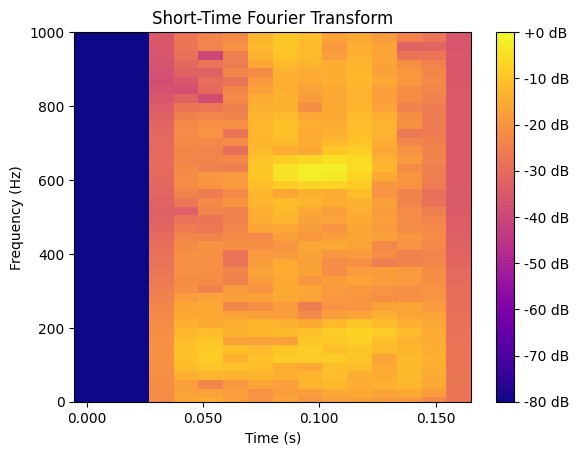 Short-Time Fourier Transform
1000
800
600
400
200
0
Frequency (Hz)
0.000
0.050
0.100
0.150
Time (s)
+0 dB
-10 dB
-20 dB
-30 dB
-40 dB
-50 dB
-60 dB
-70 dB
-80 dB